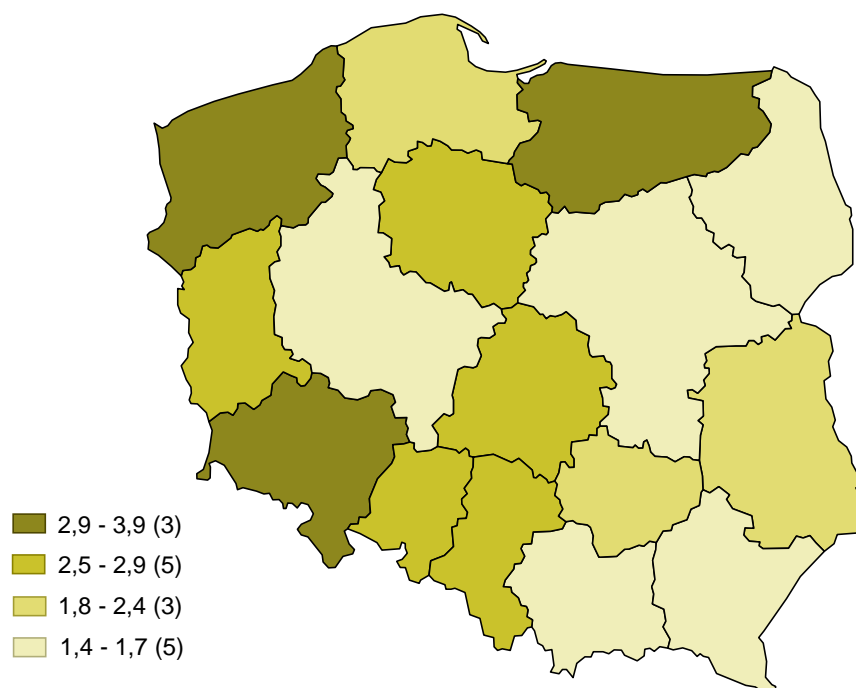 2,9 - 3,9 (3)
2,5 - 2,9 (5)
1,8 - 2,4 (3)
1,4 - 1,7 (5)